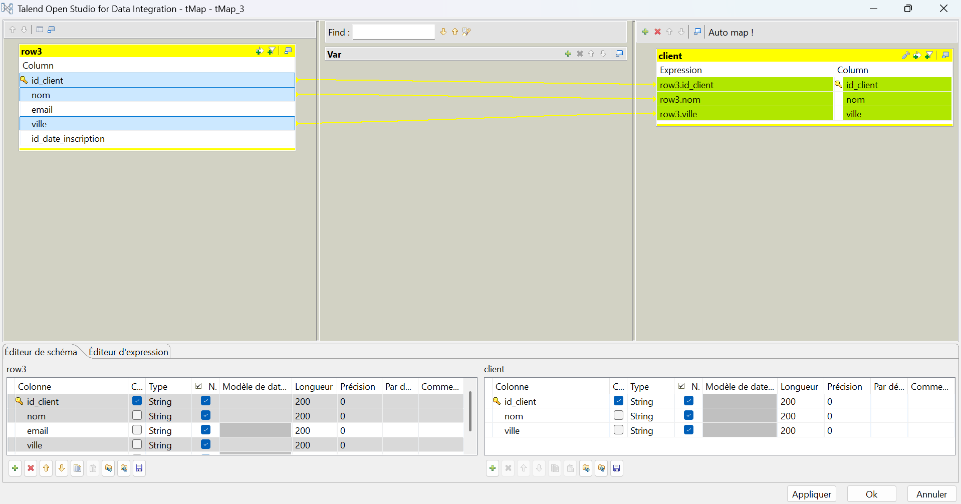 Talend Open Studio for Data Integration - tMap - tMap_3
Find :
Auto map !
row3
Column
id_client
nom
email
ville
id date inscription
Var
client
Expression Column
row3.id_client id_client
row3.nom nom
row3.ville ville
Éditeur de schéma Éditeur d'expression
row3
Colonne C... Type N. Modèle de dat... Longueur Précision Par d... Comme...
id_client String 200 0
nom String 200 0
email String 200 0
ville String 200 0
client
Colonne C... Type N. Modèle de date... Longueur Précision Par dé... Comme...
id_client String 200 0
nom String 200 0
ville String 200 0
Appliquer Ok Annuler